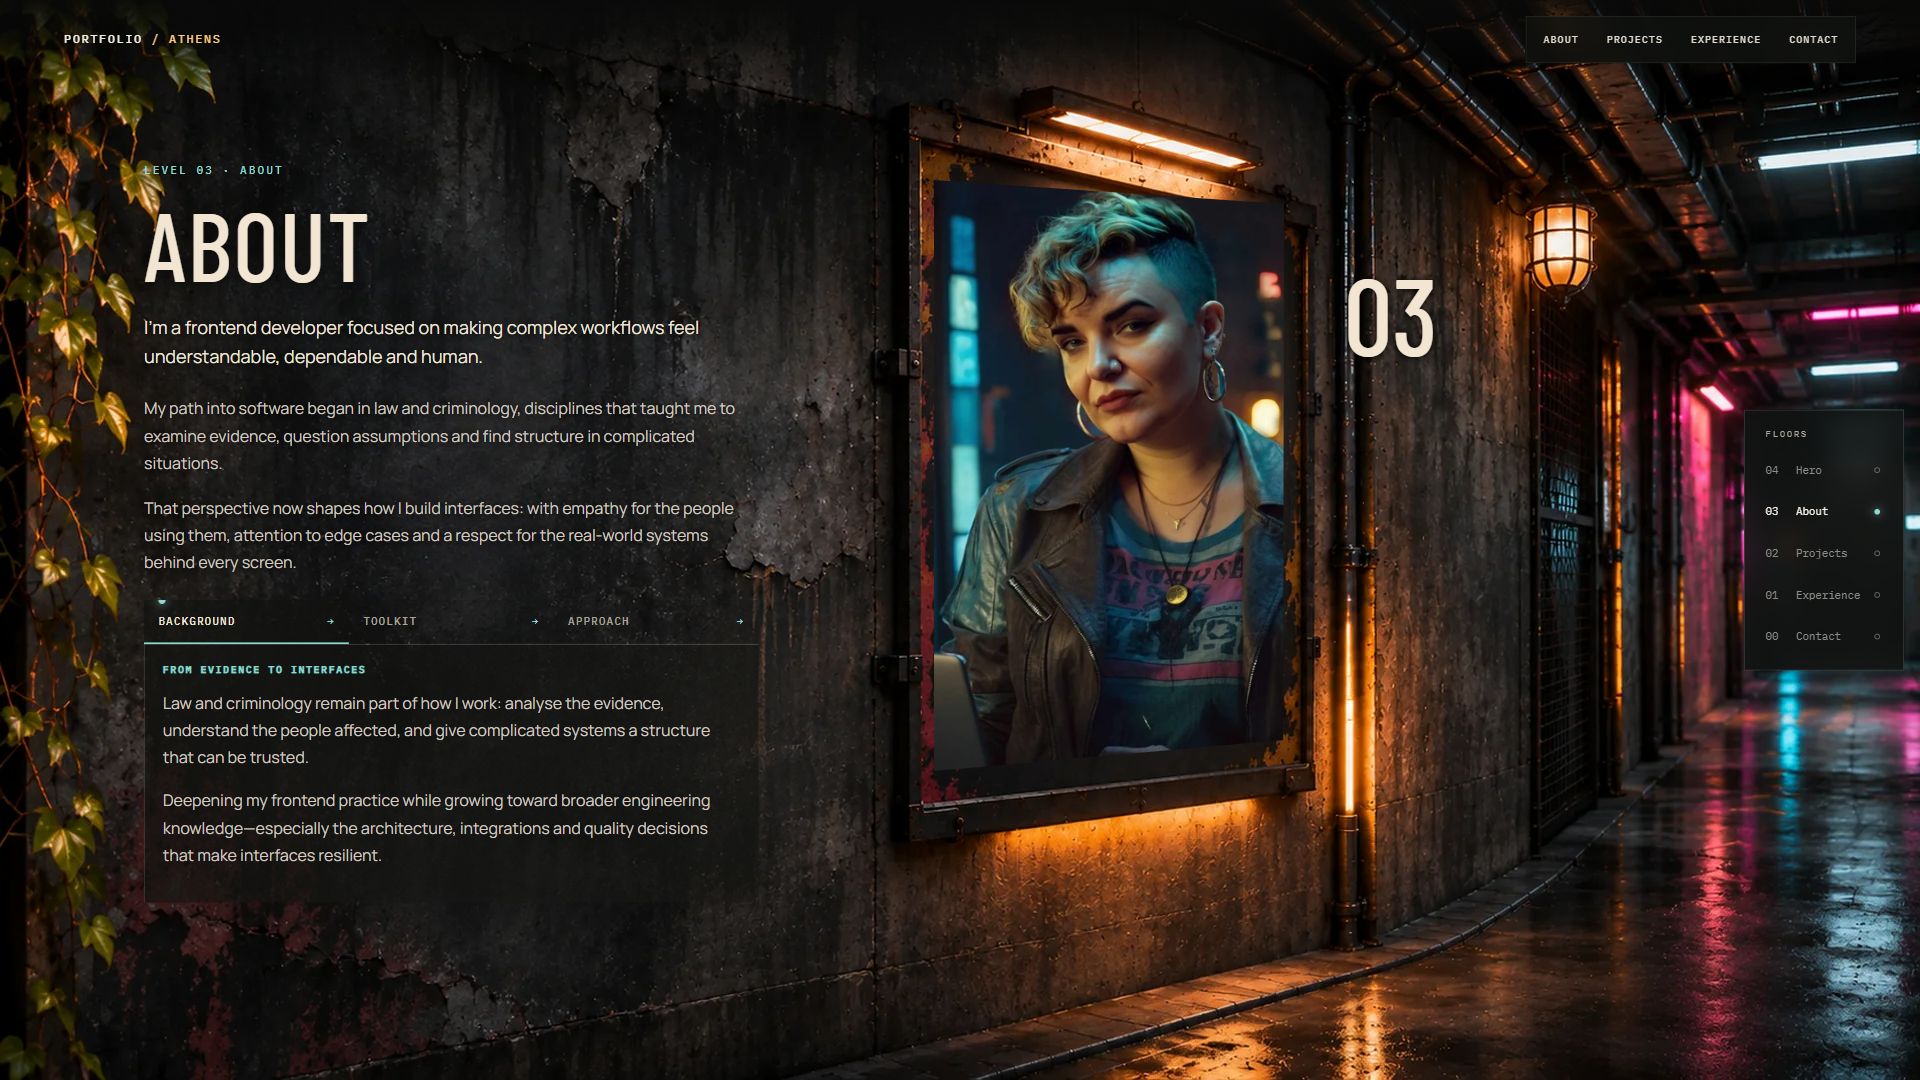 PORTFOLIO / ATHENS
ABOUT PROJECTS EXPERIENCE CONTACT
LEVEL 03 · ABOUT
ABOUT
I'm a frontend developer focused on making complex workflows feel
understandable, dependable and human.
My path into software began in law and criminology, disciplines that taught me to
examine evidence, question assumptions and find structure in complicated
situations.
That perspective now shapes how I build interfaces: with empathy for the people
using them, attention to edge cases and a respect for the real-world systems
behind every screen.
BACKGROUND → TOOLKIT → APPROACH →
FROM EVIDENCE TO INTERFACES
Law and criminology remain part of how I work: analyse the evidence,
understand the people affected, and give complicated systems a structure
that can be trusted.
Deepening my frontend practice while growing toward broader engineering
knowledge—especially the architecture, integrations and quality decisions
that make interfaces resilient.
03
FLOORS
04 Hero
03 About
02 Projects
01 Experience
00 Contact